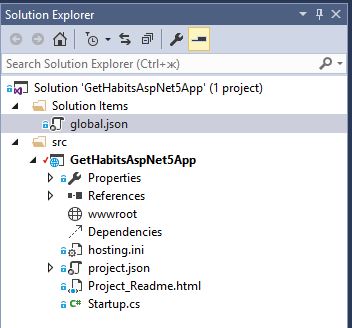 Solution Explorer
Search Solution Explorer (Ctrl+ж)
Solution 'GetHabitsAspNet5App' (1 project)
Solution Items
global.json
src
GetHabitsAspNet5App
Properties
References
wwwroot
Dependencies
hosting.ini
project.json
Project_Readme.html
C# Startup.cs